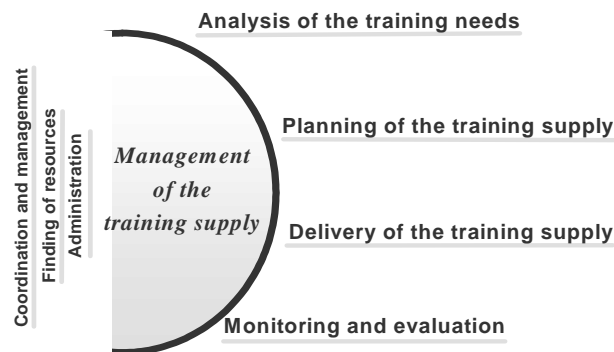 Analysis of the training needs
Coordination and management
Finding of resources
Administration
Management
of the
training supply
Planning of the training supply
Delivery of the training supply
Monitoring and evaluation